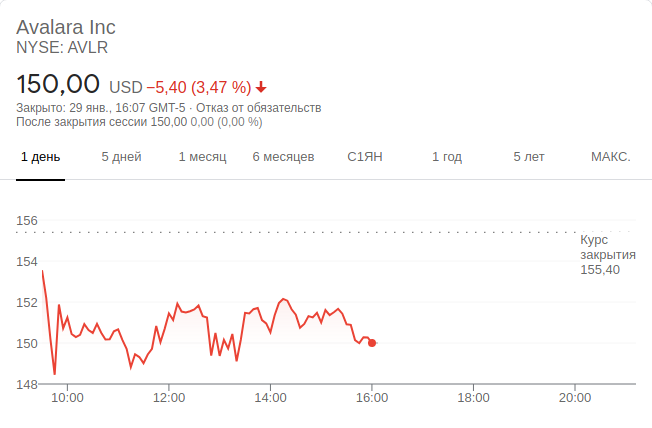 Avalara Inc
NYSE: AVLR
150,00 USD −5,40 (3,47 %)
Закрыто: 29 янв., 16:07 GMT-5 · Отказ от обязательств
После закрытия сессии 150,00 0,00 (0,00 %)
1 день 5 дней 1 месяц 6 месяцев С1ЯН 1 год 5 лет МАКС.
156
Курс
закрытия
155,40
154
152
150
148
10:00 12:00 14:00 16:00 18:00 20:00